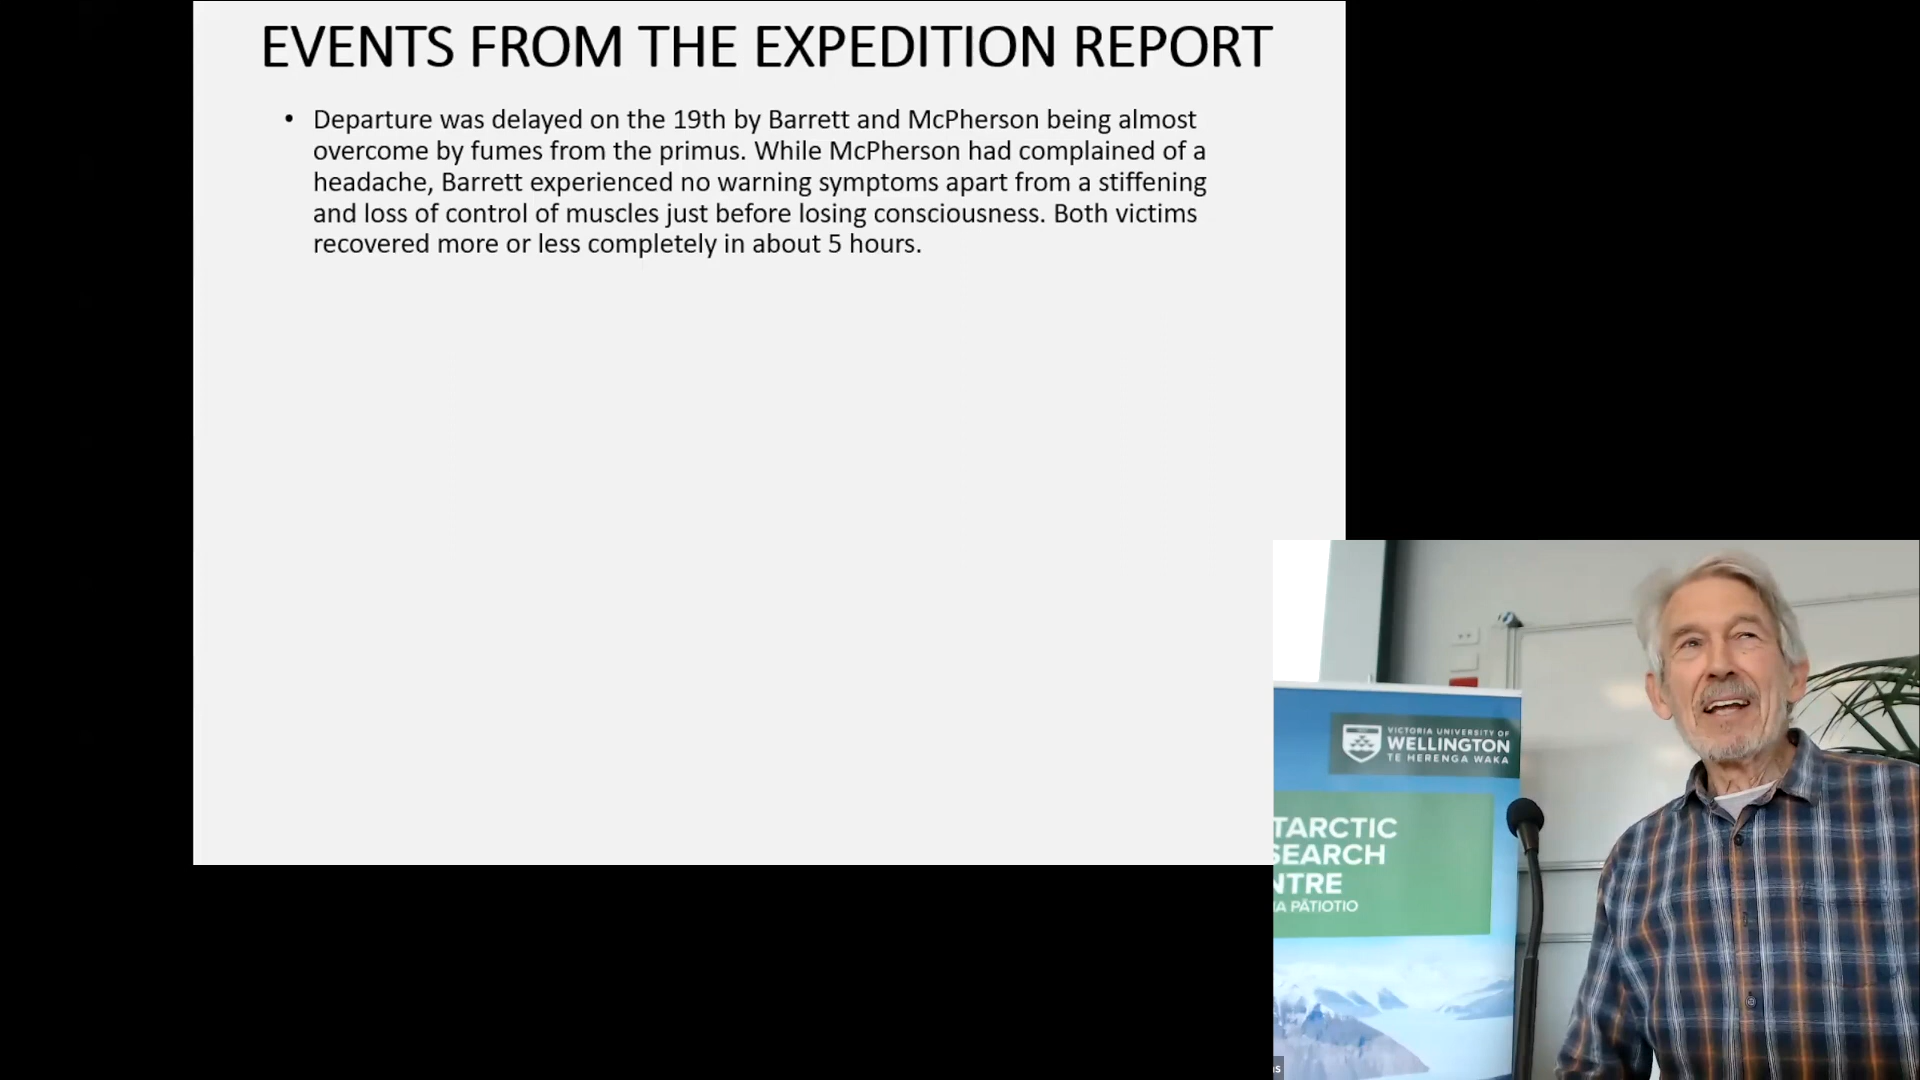 EVENTS FROM THE EXPEDITION REPORT
• Departure was delayed on the 19th by Barrett and McPherson being almost
overcome by fumes from the primus. While McPherson had complained of a
headache, Barrett experienced no warning symptoms apart from a stiffening
and loss of control of muscles just before losing consciousness. Both victims
recovered more or less completely in about 5 hours.
VICTORIA UNIVERSITY OF
WELLINGTON
TE HERENGA WAKA
TARCTIC
SEARCH
NTRE
A PĀTIOTIO